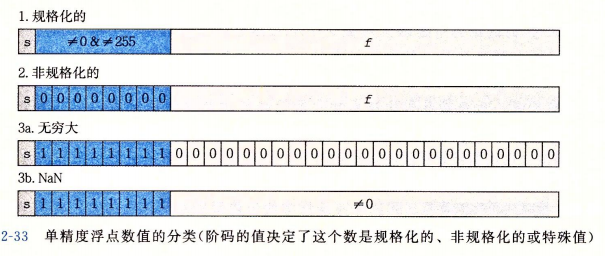 1. 规格化的
s ≠0&≠255 f
2. 非规格化的
s 0 0 0 0 0 0 0 0 f
3a. 无穷大
s 1 1 1 1 1 1 1 1 0 0 0 0 0 0 0 0 0 0 0 0 0 0 0 0 0 0 0 0 0 0 0
3b. NaN
s 1 1 1 1 1 1 1 1 ≠0
2-33 单精度浮点数值的分类(阶码的值决定了这个数是规格化的、非规格化的或特殊值)